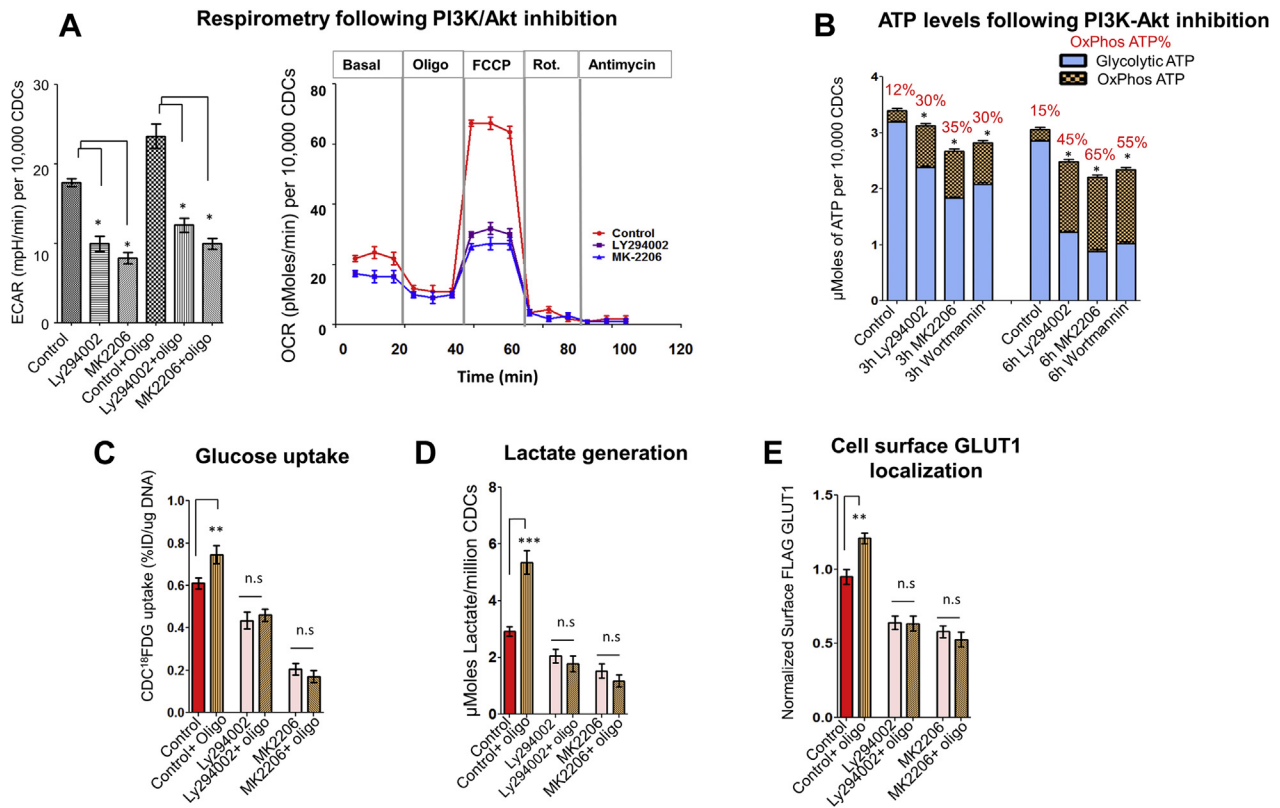 A
Respirometry following PI3K/Akt inhibition
ECAR (mpH/min) per 10,000 CDCs
30
20
10
0
*
*
*
*
Control
Ly294002
MK2206
Control+Oligo
Ly294002+oligo
MK2206+oligo
Basal Oligo FCCP Rot. Antimycin
OCR (pMoles/min) per 10,000 CDCs
80
60
40
20
0
Control
LY294002
MK-2206
0 20 40 60 80 100 120
Time (min)
B
ATP levels following PI3K-Akt inhibition
OxPhos ATP%
Glycolytic ATP
OxPhos ATP
µMoles of ATP per 10,000 CDCs
4
3
2
1
0
12% 30% 35% 30% 15% 45% 65% 55%
* * * * * *
Control
3h Ly294002
3h MK2206
3h Wortmannin
Control
6h Ly294002
6h MK2206
6h Wortmannin
C
Glucose uptake
CDC¹⁸FDG uptake (%ID/ug DNA)
1.0
0.8
0.6
0.4
0.2
0.0
**
n.s
n.s
Control
Control+ Oligo
Ly294002
Ly294002+ oligo
MK2206
MK2206+ oligo
D
Lactate generation
µMoles Lactate/million CDCs
8
6
4
2
0
***
n.s
n.s
Control
Control+ oligo
Ly294002
Ly294002+ oligo
MK2206
MK2206+ oligo
E
Cell surface GLUT1
localization
Normalized Surface FLAG GLUT1
1.5
1.0
0.5
0.0
**
n.s
n.s
Control
Control+ oligo
Ly294002
Ly294002+ oligo
MK2206
MK2206+ oligo